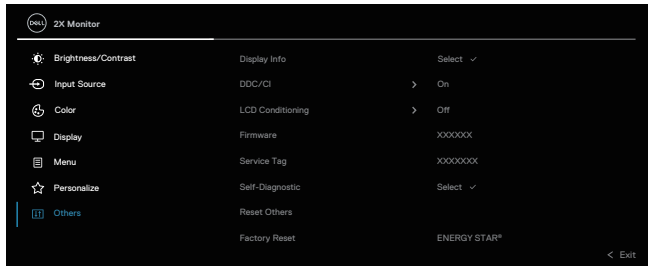 DELL 2X Monitor
Brightness/Contrast
Display Info Select
Input Source DDC/CI On
Color LCD Conditioning Off
Display Firmware XXXXXX
Menu Service Tag XXXXXXX
Personalize Self-Diagnostic Select
Others Reset Others
Factory Reset ENERGY STAR®
Exit